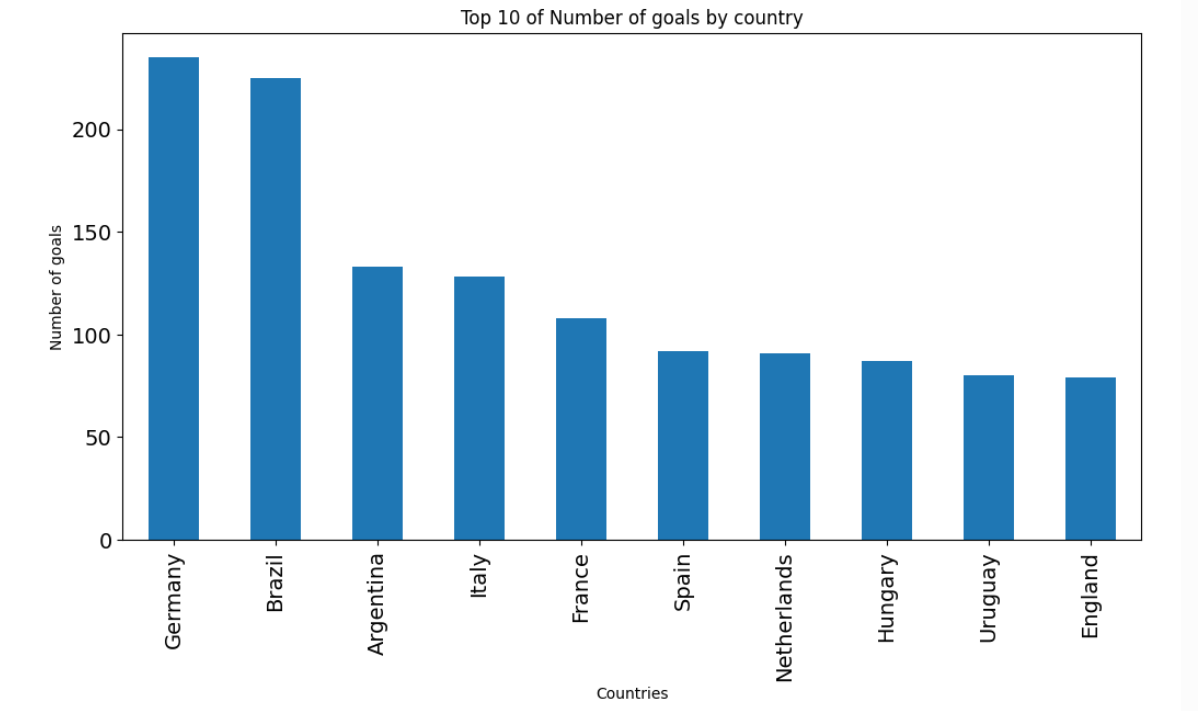 Top 10 of Number of goals by country
Number of goals
200
150
100
50
0
Germany
Brazil
Argentina
Italy
France
Spain
Netherlands
Hungary
Uruguay
England
Countries